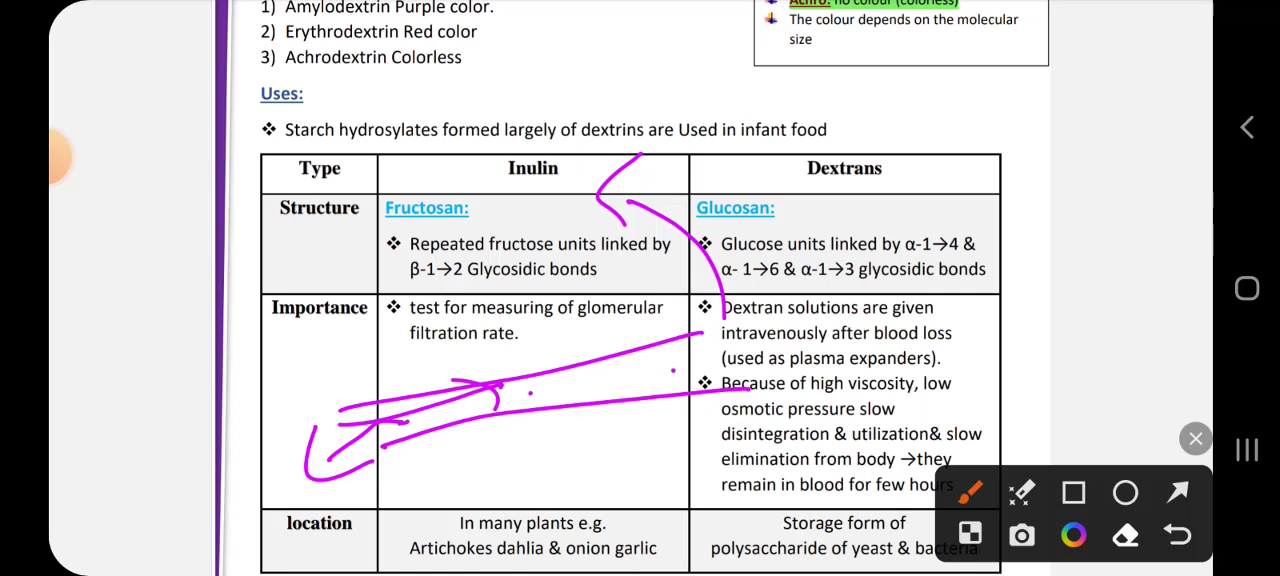 1) Amylodextrin Purple color.
2) Erythrodextrin Red color
3) Achrodextrin Colorless
Achro: no colour (colorless)
The colour depends on the molecular
size
Uses:
❖ Starch hydrosylates formed largely of dextrins are Used in infant food
Type Inulin Dextrans
Structure
Fructosan:
❖ Repeated fructose units linked by
β-1→2 Glycosidic bonds
Glucosan:
❖ Glucose units linked by α-1→4 &
α- 1→6 & α-1→3 glycosidic bonds
Importance
❖ test for measuring of glomerular
filtration rate.
❖ Dextran solutions are given
intravenously after blood loss
(used as plasma expanders).
❖ Because of high viscosity, low
osmotic pressure slow
disintegration & utilization& slow
elimination from body →they
remain in blood for few hours
location
In many plants e.g.
Artichokes dahlia & onion garlic
Storage form of
polysaccharide of yeast & bacteria